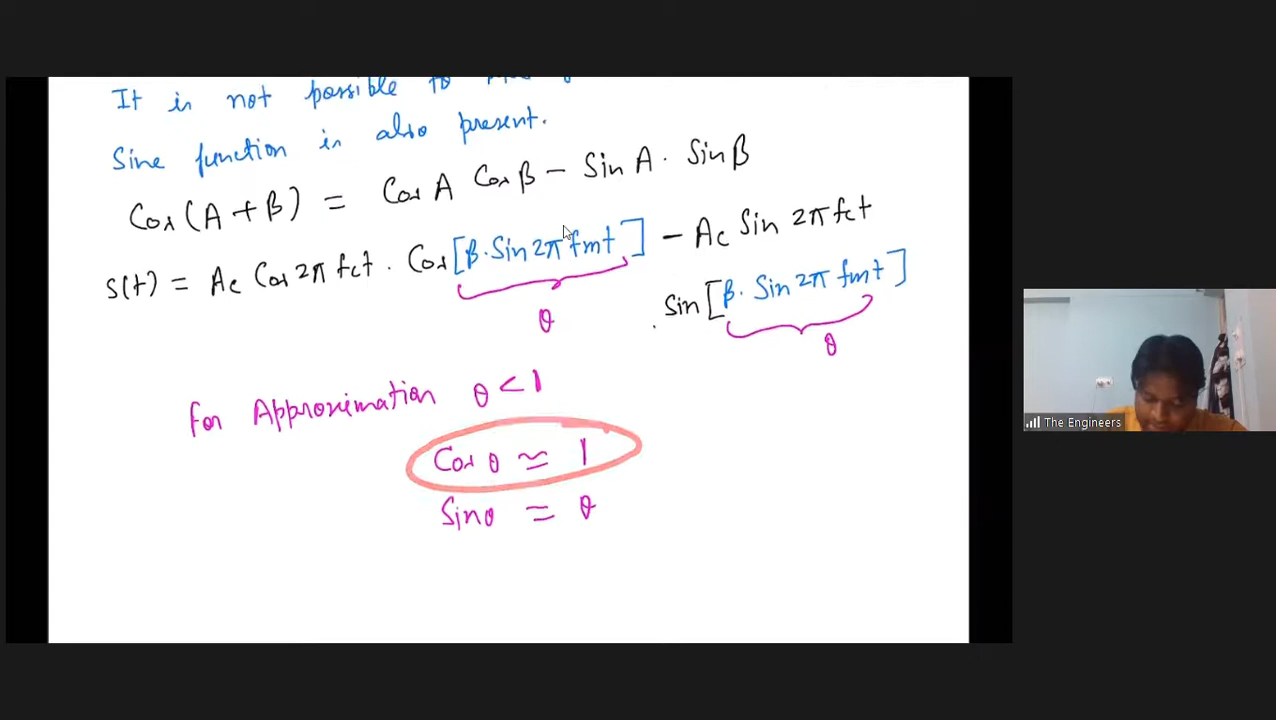 It is not possible to
Sine function is also present.
Cos(A+B) = Cos A Cos B - Sin A · Sin B
s(t) = Ac Cos 2π fct · Cos [β · Sin 2π fmt] - Ac Sin 2π fct
· Sin [β · Sin 2π fmt]
θ
θ
For Approximation θ < 1
Cos θ ≃ 1
Sin θ = θ
The Engineers